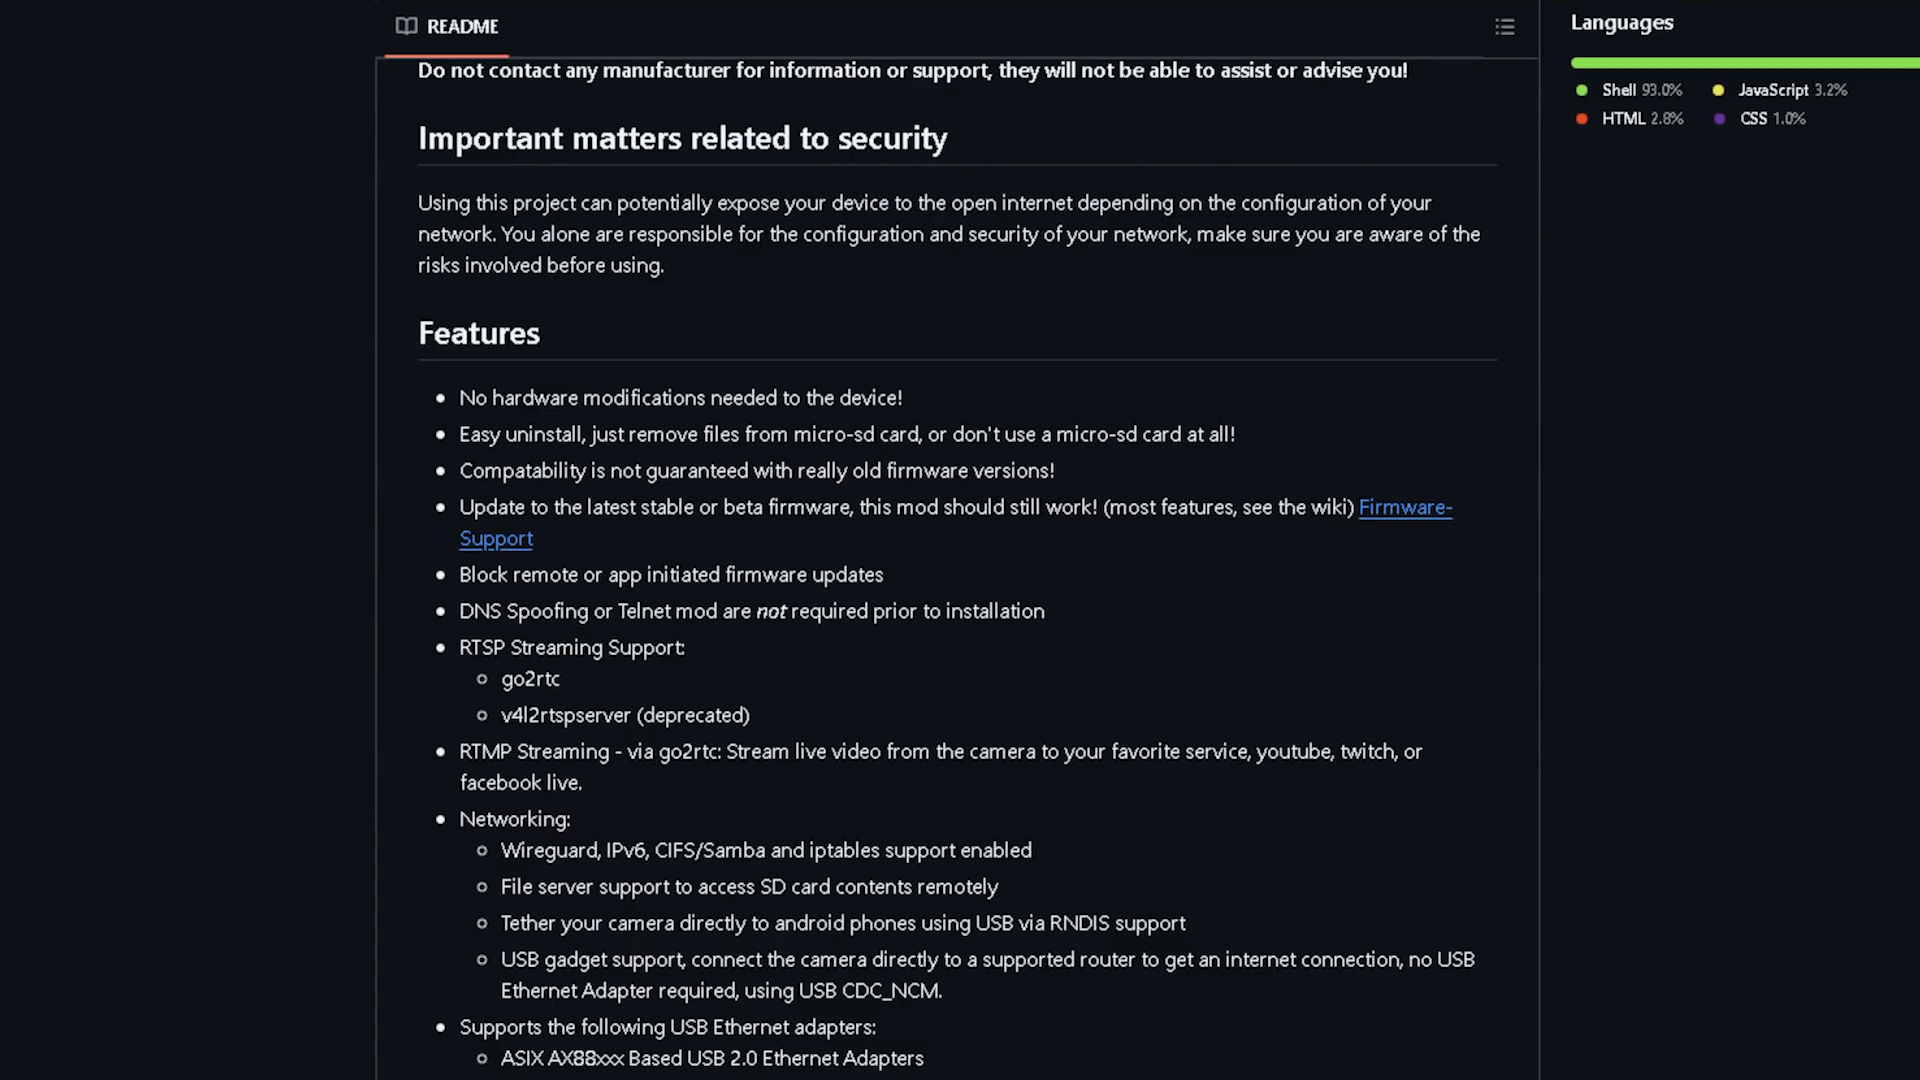 README
Do not contact any manufacturer for information or support, they will not be able to assist or advise you!
Important matters related to security
Using this project can potentially expose your device to the open internet depending on the configuration of your
network. You alone are responsible for the configuration and security of your network, make sure you are aware of the
risks involved before using.
Features
No hardware modifications needed to the device!
Easy uninstall, just remove files from micro-sd card, or don't use a micro-sd card at all!
Compatability is not guaranteed with really old firmware versions!
Update to the latest stable or beta firmware, this mod should still work! (most features, see the wiki) Firmware-
Support
Block remote or app initiated firmware updates
DNS Spoofing or Telnet mod are not required prior to installation
RTSP Streaming Support:
go2rtc
v4l2rtspserver (deprecated)
RTMP Streaming - via go2rtc: Stream live video from the camera to your favorite service, youtube, twitch, or
facebook live.
Networking:
Wireguard, IPv6, CIFS/Samba and iptables support enabled
File server support to access SD card contents remotely
Tether your camera directly to android phones using USB via RNDIS support
USB gadget support, connect the camera directly to a supported router to get an internet connection, no USB
Ethernet Adapter required, using USB CDC_NCM.
Supports the following USB Ethernet adapters:
ASIX AX88xxx Based USB 2.0 Ethernet Adapters
Languages
Shell 93.0% JavaScript 3.2%
HTML 2.8% CSS 1.0%